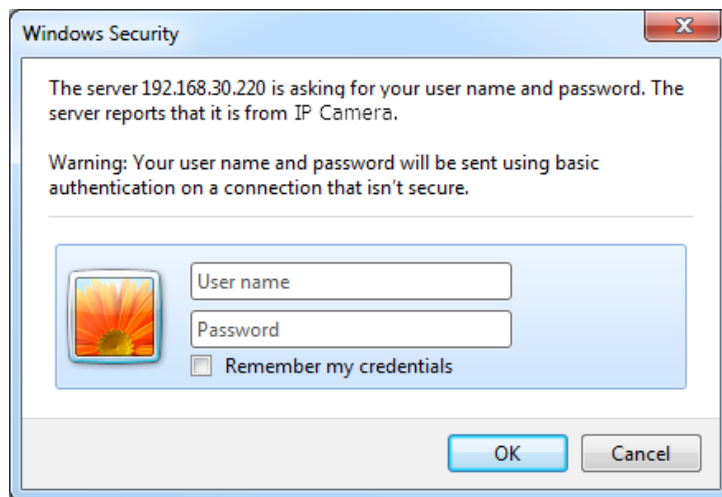 Windows Security
The server 192.168.30.220 is asking for your user name and password. The
server reports that it is from IP Camera.
Warning: Your user name and password will be sent using basic
authentication on a connection that isn't secure.
User name
Password
Remember my credentials
OK
Cancel